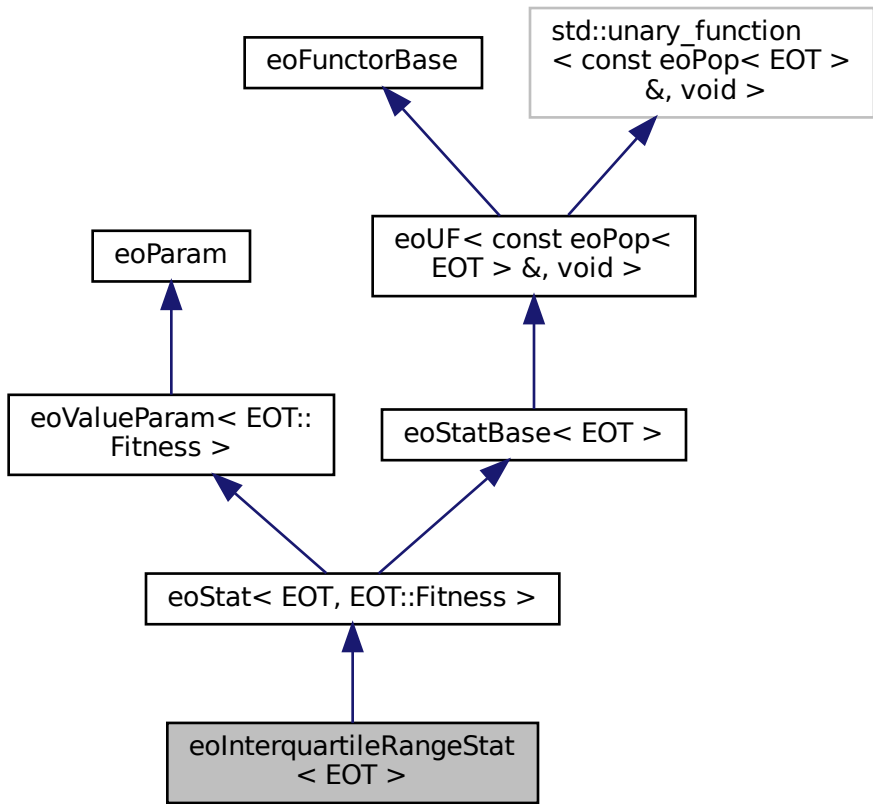 std::unary_function
< const eoPop< EOT >
&, void >
eoFunctorBase
eoUF< const eoPop<
EOT > &, void >
eoParam
eoValueParam< EOT::
Fitness >
eoStatBase< EOT >
eoStat< EOT, EOT::Fitness >
eoInterquartileRangeStat
< EOT >